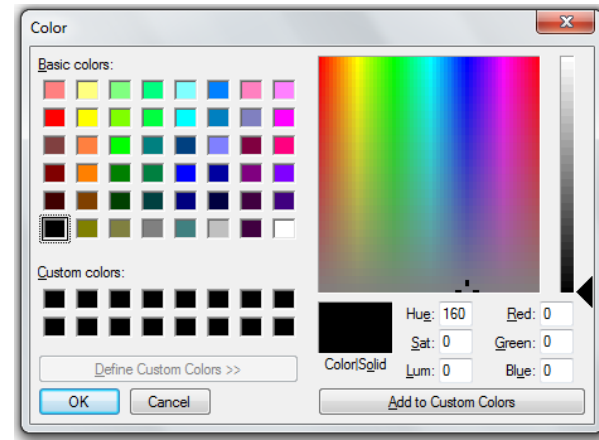 Color
Basic colors:
Custom colors:
Define Custom Colors >>
OK Cancel
Hue: 160 Red: 0
Sat: 0 Green: 0
Color|Solid Lum: 0 Blue: 0
Add to Custom Colors